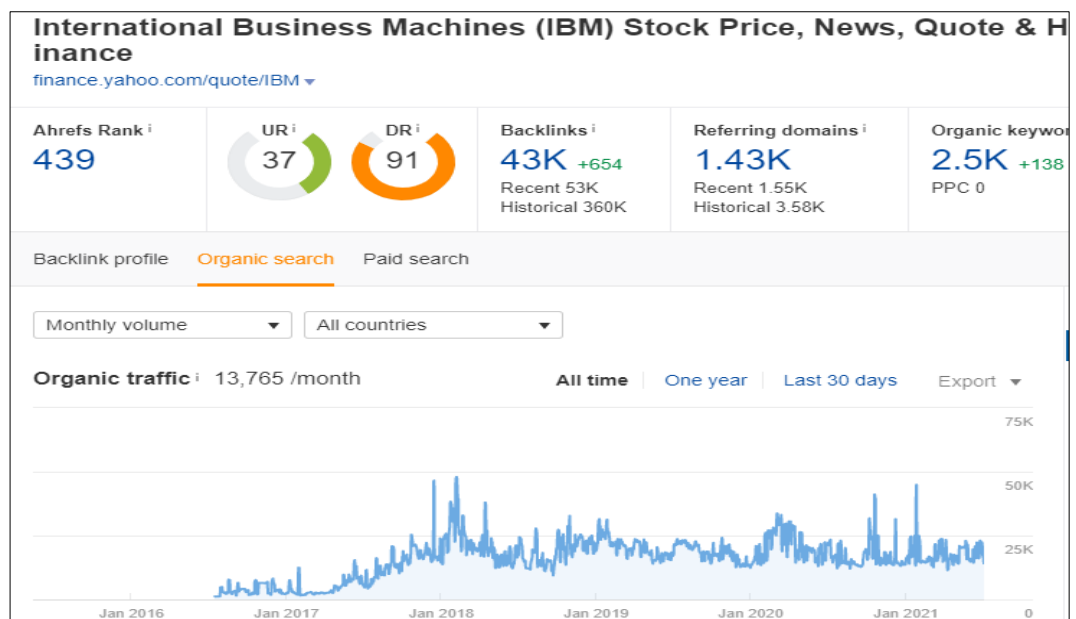 International Business Machines (IBM) Stock Price, News, Quote & H
inance
finance.yahoo.com/quote/IBM
Ahrefs Rank i
439
UR i
37
DR i
91
Backlinks i
43K +654
Recent 53K
Historical 360K
Referring domains i
1.43K
Recent 1.55K
Historical 3.58K
Organic keywor
2.5K +138
PPC 0
Backlink profile Organic search Paid search
Monthly volume All countries
Organic traffic i 13,765 /month All time One year Last 30 days Export
75K
50K
25K
Jan 2016 Jan 2017 Jan 2018 Jan 2019 Jan 2020 Jan 2021 0